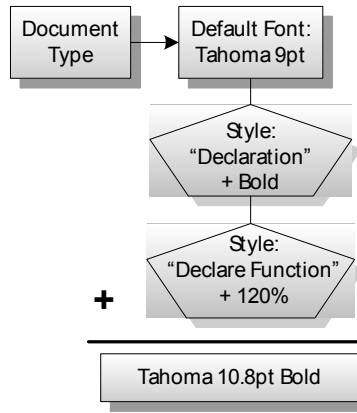 Document
Type
Default Font:
Tahoma 9pt
Style:
“Declaration”
+ Bold
Style:
“Declare Function”
+ 120%
+
Tahoma 10.8pt Bold